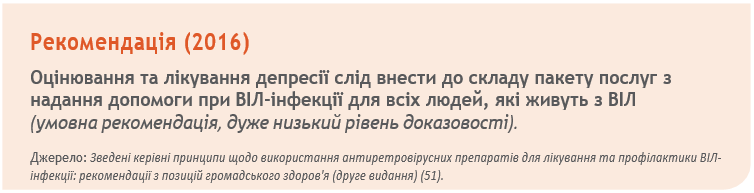 Рекомендація (2016)
Оцінювання та лікування депресії слід внести до складу пакету послуг з
надання допомоги при ВІЛ-інфекції для всіх людей, які живуть з ВІЛ
(умовна рекомендація, дуже низький рівень доказовості).
Джерело: Зведені керівні принципи щодо використання антиретровірусних препаратів для лікування та профілактики ВІЛ-
інфекції: рекомендації з позицій громадського здоров'я (друге видання) (51).